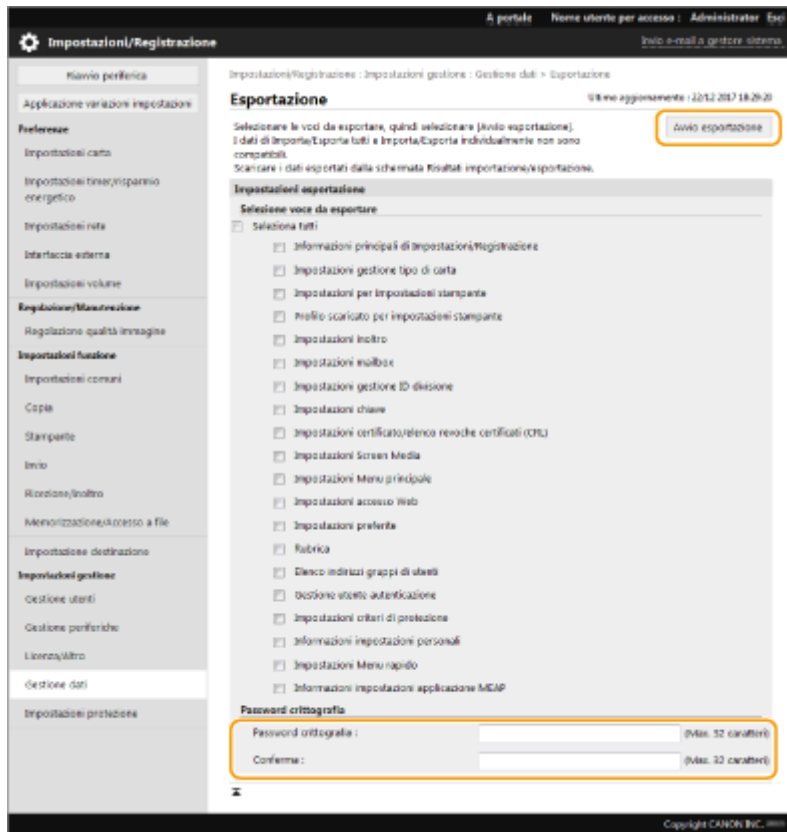 A portale Nome utente per accesso : Administrator Esci
Impostazioni/Registrazione
Invio e-mail a gestore sistema
Riavvio periferica
Applicazione variazioni impostazioni
Preferenze
Impostazioni carta
Impostazioni timer/risparmio
energetico
Impostazioni rete
Interfaccia esterna
Impostazioni volume
Regolazione/Manutenzione
Regolazione qualità immagine
Impostazioni funzione
Impostazioni comuni
Copia
Stampante
Invio
Ricezione/Inoltro
Memorizzazione/Accesso a file
Impostazione destinazione
Impostazioni gestione
Gestione utenti
Gestione periferiche
Licenza/Altro
Gestione dati
Impostazioni protezione
Impostazioni/Registrazione : Impostazioni gestione : Gestione dati > Esportazione
Esportazione
Ultimo aggiornamento : 22/12 2017 18:29:20
Selezionare le voci da esportare, quindi selezionare [Avvio esportazione].
I dati di Importa/Esporta tutti e Importa/Esporta individualmente non sono
compatibili.
Scaricare i dati esportati dalla schermata Risultati importazione/esportazione.
Avvio esportazione
Impostazioni esportazione
Selezione voce da esportare
Seleziona tutti
Informazioni principali di Impostazioni/Registrazione
Impostazioni gestione tipo di carta
Impostazioni per Impostazioni stampante
Profilo scaricato per impostazioni stampante
Impostazioni inoltro
Impostazioni mailbox
Impostazioni gestione ID divisione
Impostazioni chiave
Impostazioni certificato/elenco revoche certificati (CRL)
Impostazioni Screen Media
Impostazioni Menu principale
Impostazioni accesso Web
Impostazioni preferite
Rubrica
Elenco indirizzi gruppi di utenti
Gestione utente autenticazione
Impostazioni criteri di protezione
Informazioni impostazioni personali
Impostazioni Menu rapido
Informazioni impostazioni applicazione MEAP
Password crittografia
Password crittografia : (Max. 32 caratteri)
Conferma : (Max. 32 caratteri)
Copyright CANON INC.